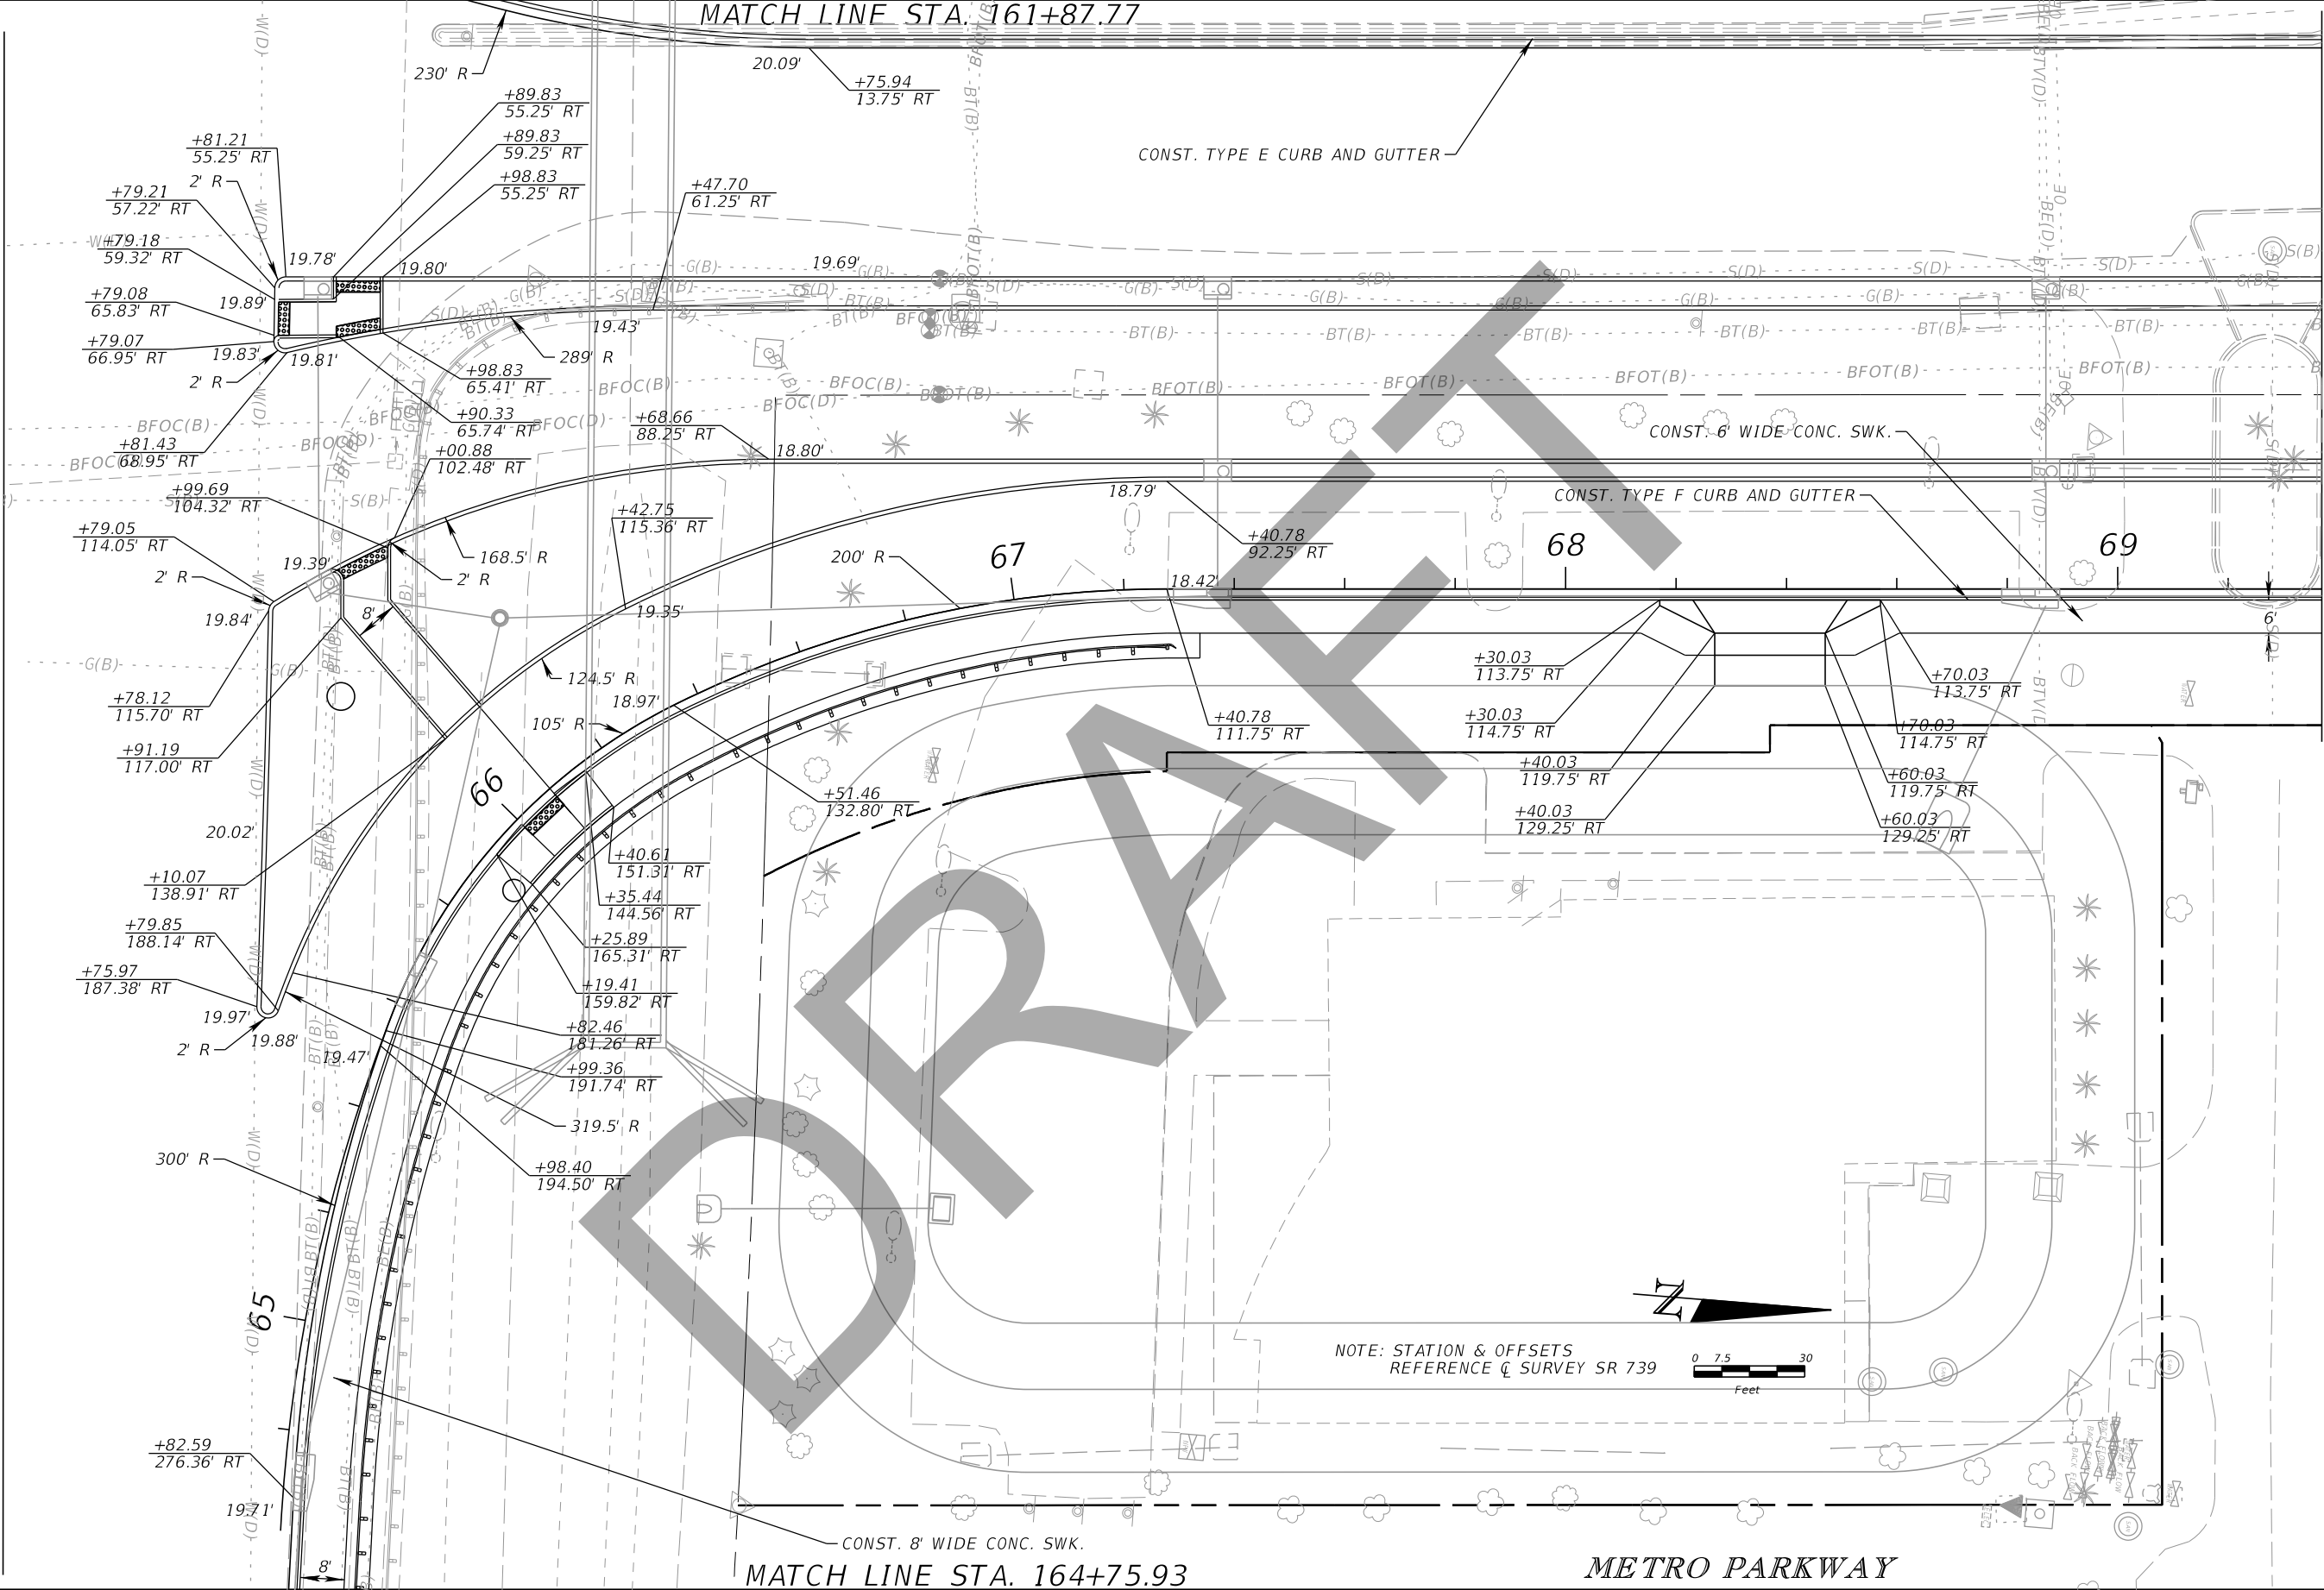 MATCH LINE STA. 161+87.77
230' R
20.09'
+75.94
13.75' RT
CONST. TYPE E CURB AND GUTTER
+89.83
55.25' RT
+89.83
59.25' RT
+98.83
55.25' RT
+81.21
55.25' RT
2' R
+79.21
57.22' RT
+79.18
59.32' RT
+79.08
65.83' RT
+79.07
66.95' RT
2' R
+81.43
68.95' RT
19.78'
19.80'
19.89'
19.83'
19.81'
+47.70
61.25' RT
19.69'
19.43'
289' R
+98.83
65.41' RT
+90.33
65.74' RT
+68.66
88.25' RT
18.80'
+00.88
102.48' RT
+99.69
104.32' RT
+79.05
114.05' RT
2' R
19.39'
168.5' R
2' R
+42.75
115.36' RT
200' R
67
18.79'
+40.78
92.25' RT
CONST. 6' WIDE CONC. SWK.
CONST. TYPE F CURB AND GUTTER
68
69
18.42'
6'
19.84'
8'
19.35'
+78.12
115.70' RT
+91.19
117.00' RT
124.5' R
18.97'
105' R
66
+30.03
113.75' RT
+30.03
114.75' RT
+40.03
119.75' RT
+40.03
129.25' RT
+70.03
113.75' RT
+70.03
114.75' RT
+60.03
119.75' RT
+60.03
129.25' RT
+40.78
111.75' RT
+51.46
132.80' RT
20.02'
+10.07
138.91' RT
+40.61
151.31' RT
+35.44
144.56' RT
+25.89
165.31' RT
+19.41
159.82' RT
+79.85
188.14' RT
+75.97
187.38' RT
19.97'
2' R
19.88'
19.47'
+82.46
181.26' RT
+99.36
191.74' RT
319.5' R
+98.40
194.50' RT
300' R
65
+82.59
276.36' RT
19.71'
8'
CONST. 8' WIDE CONC. SWK.
MATCH LINE STA. 164+75.93
METRO PARKWAY
N
NOTE: STATION & OFFSETS
REFERENCE ℄ SURVEY SR 739
0 7.5 30
Feet
DRAFT
W(D)
G(B)
S(D)
S(B)
BT(B)
BFOC(B)
BFOC(D)
BFOT(B)